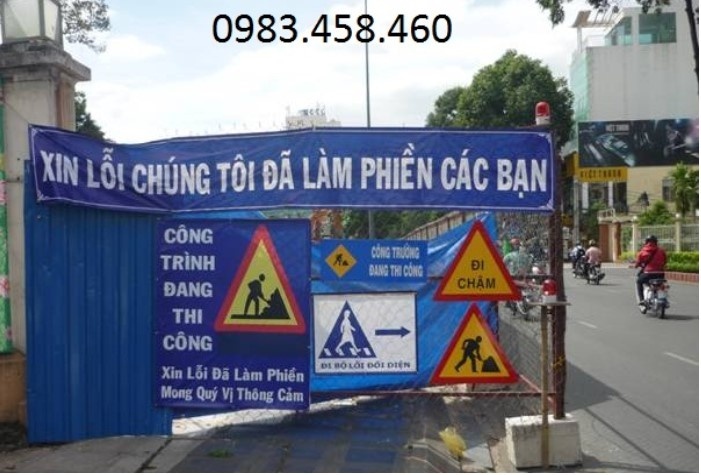 0983.458.460
XIN LỖI CHÚNG TÔI ĐÃ LÀM PHIỀN CÁC BẠN
CÔNG
TRÌNH
ĐANG
THI
CÔNG
Xin Lỗi Đã Làm Phiền
Mong Quý Vị Thông Cảm
CÔNG TRƯỜNG
ĐANG THI CÔNG
ĐI BỘ LỐI ĐỐI DIỆN
ĐI
CHẬM